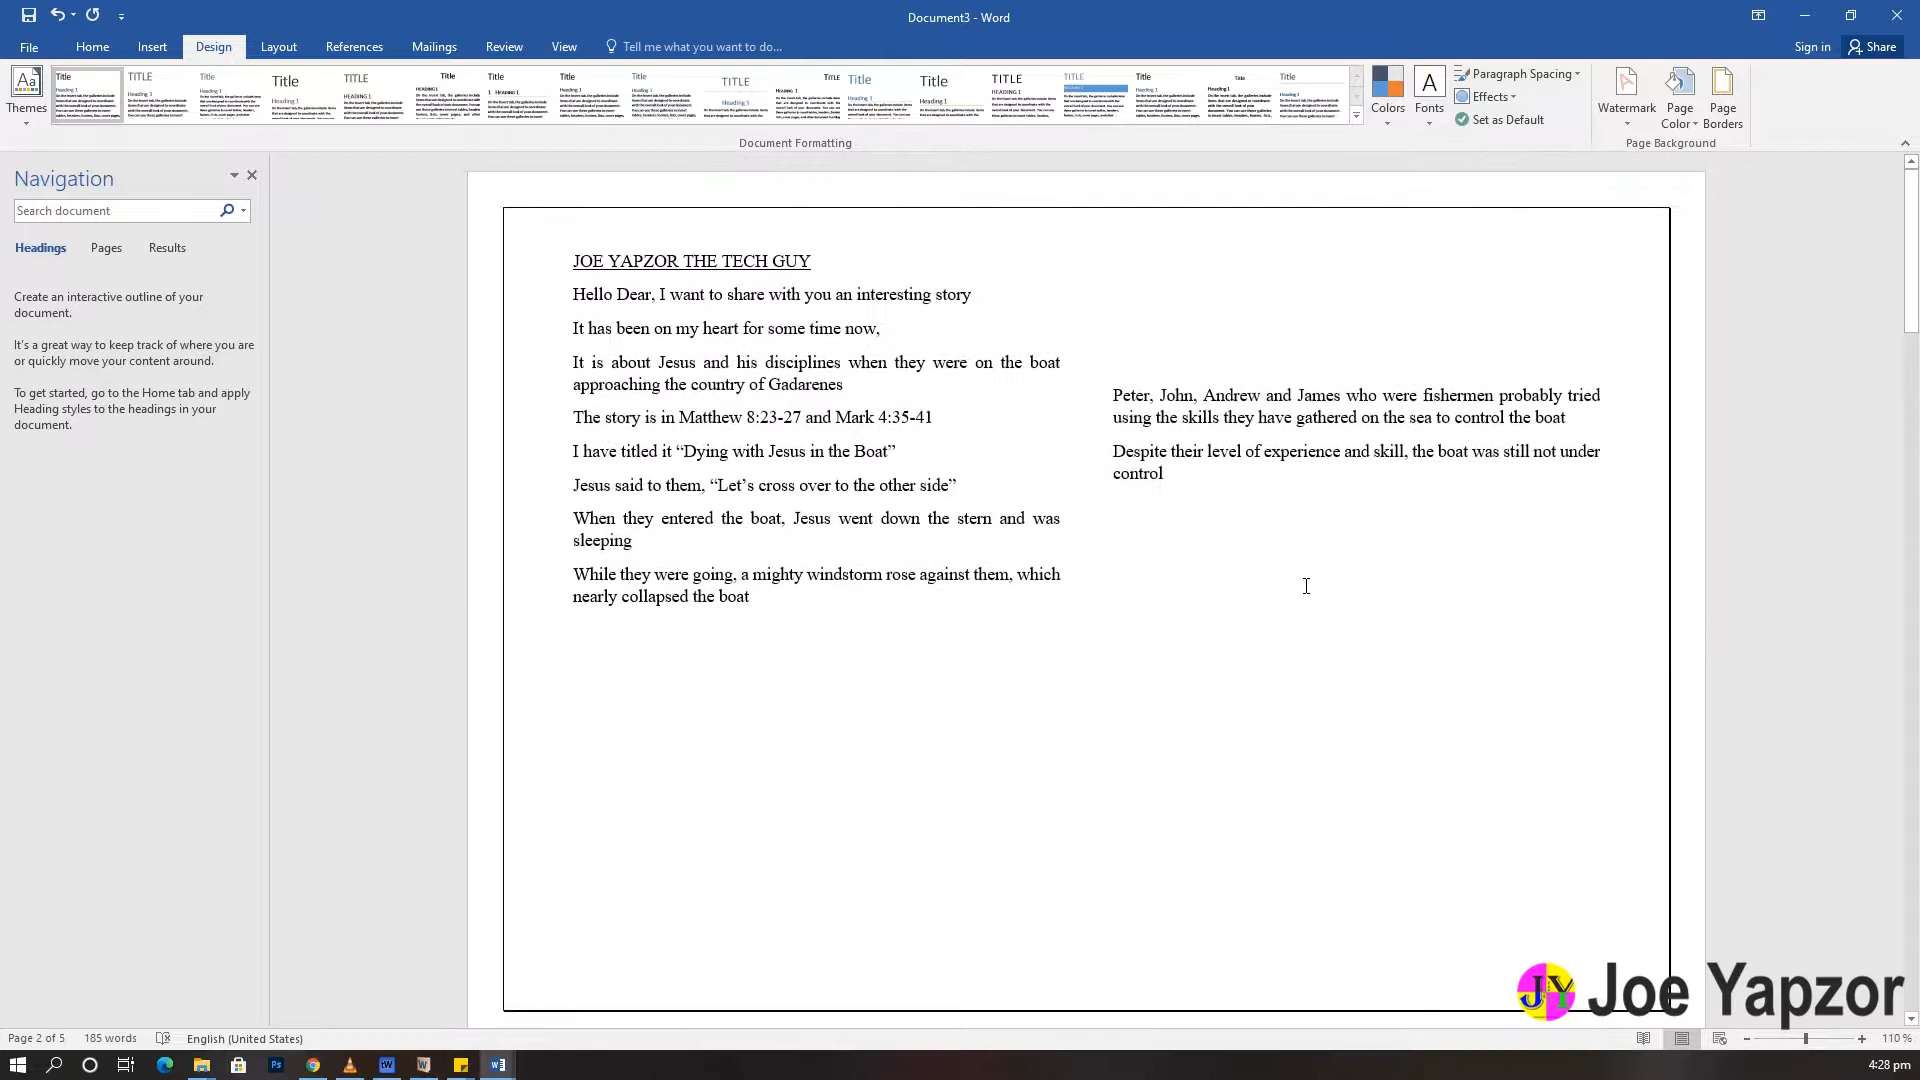 Document3 - Word
File Home Insert Design Layout References Mailings Review View Tell me what you want to do... Sign in Share
Themes
Colors
Fonts
Paragraph Spacing
Effects
Set as Default
Watermark
Page Color
Page Borders
Document Formatting
Page Background
Navigation
Search document
Headings Pages Results
Create an interactive outline of your
document.
It's a great way to keep track of where you are
or quickly move your content around.
To get started, go to the Home tab and apply
Heading styles to the headings in your
document.
JOE YAPZOR THE TECH GUY
Hello Dear, I want to share with you an interesting story
It has been on my heart for some time now,
It is about Jesus and his disciplines when they were on the boat
approaching the country of Gadarenes
The story is in Matthew 8:23-27 and Mark 4:35-41
I have titled it “Dying with Jesus in the Boat”
Jesus said to them, “Let’s cross over to the other side”
When they entered the boat, Jesus went down the stern and was
sleeping
While they were going, a mighty windstorm rose against them, which
nearly collapsed the boat
Peter, John, Andrew and James who were fishermen probably tried
using the skills they have gathered on the sea to control the boat
Despite their level of experience and skill, the boat was still not under
control
JY Joe Yapzor
Page 2 of 5 185 words English (United States) 110 %
4:28 pm